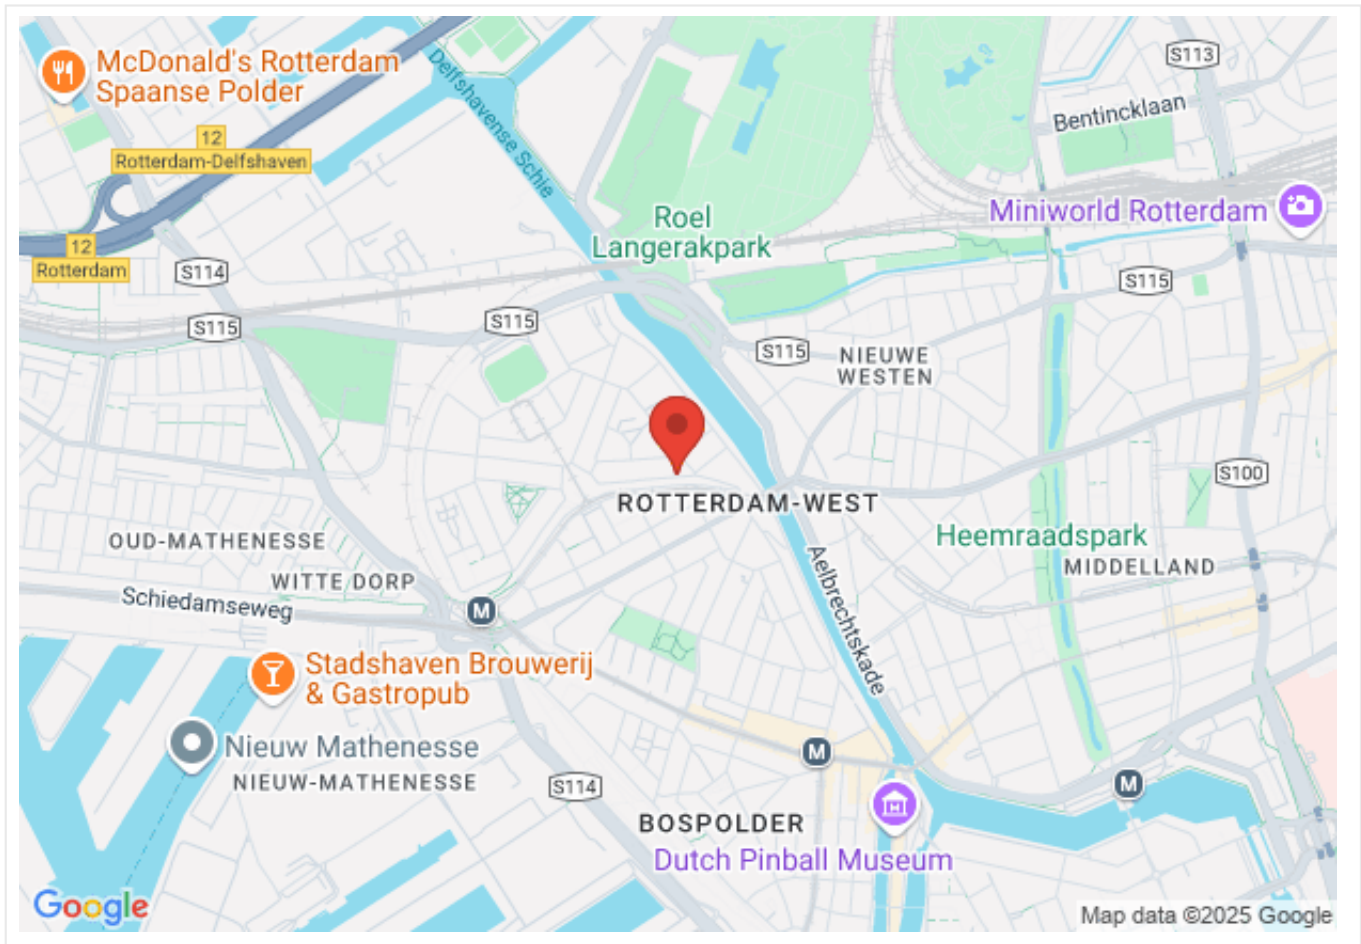 McDonald's Rotterdam
Spaanse Polder
Delfshavense Schie
S113
Bentincklaan
12
Rotterdam-Delfshaven
Miniworld Rotterdam
Roel
Langerakpark
12
Rotterdam
S114
S115
S115
S115
S115
NIEUWE
WESTEN
S100
ROTTERDAM-WEST
OUD-MATHENESSE
Heemraadspark
MIDDELLAND
WITTE DORP
Schiedamseweg
M
Aelbrechtskade
Stadshaven Brouwerij
& Gastropub
Nieuw Mathenesse
NIEUW-MATHENESSE
M
M
S114
BOSPOLDER
Dutch Pinball Museum
Google
Map data ©2025 Google